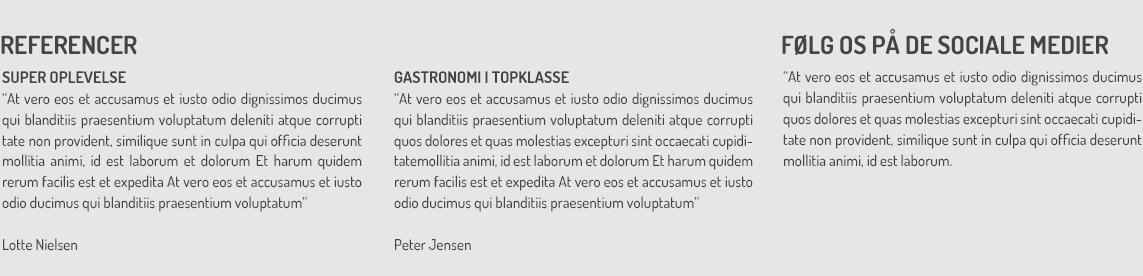 REFERENCER
SUPER OPLEVELSE
"At vero eos et accusamus et iusto odio dignissimos ducimus
qui blanditiis praesentium voluptatum deleniti atque corrupti
tate non provident, similique sunt in culpa qui officia deserunt
mollitia animi, id est laborum et dolorum Et harum quidem
rerum facilis est et expedita At vero eos et accusamus et iusto
odio ducimus qui blanditiis praesentium voluptatum"
Lotte Nielsen
GASTRONOMI I TOPKLASSE
"At vero eos et accusamus et iusto odio dignissimos ducimus
qui blanditiis praesentium voluptatum deleniti atque corrupti
quos dolores et quas molestias excepturi sint occaecati cupidi-
tatemollitia animi, id est laborum et dolorum Et harum quidem
rerum facilis est et expedita At vero eos et accusamus et iusto
odio ducimus qui blanditiis praesentium voluptatum"
Peter Jensen
FØLG OS PÅ DE SOCIALE MEDIER
"At vero eos et accusamus et iusto odio dignissimos ducimus
qui blanditiis praesentium voluptatum deleniti atque corrupti
quos dolores et quas molestias excepturi sint occaecati cupidi-
tate non provident, similique sunt in culpa qui officia deserunt
mollitia animi, id est laborum.